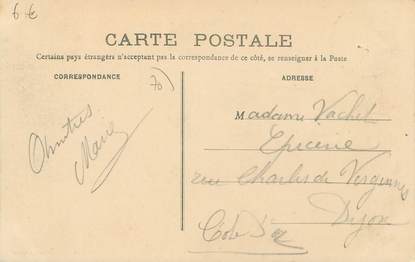 6 €
CARTE POSTALE
Certains pays étrangers n'acceptant pas la correspondance de ce côté, se renseigner à la Poste
CORRESPONDANCE
70)
ADRESSE
Marie
Madame Vachet
Epicerie
rue Charles de Vergennes
Dijon
Côte d'Or